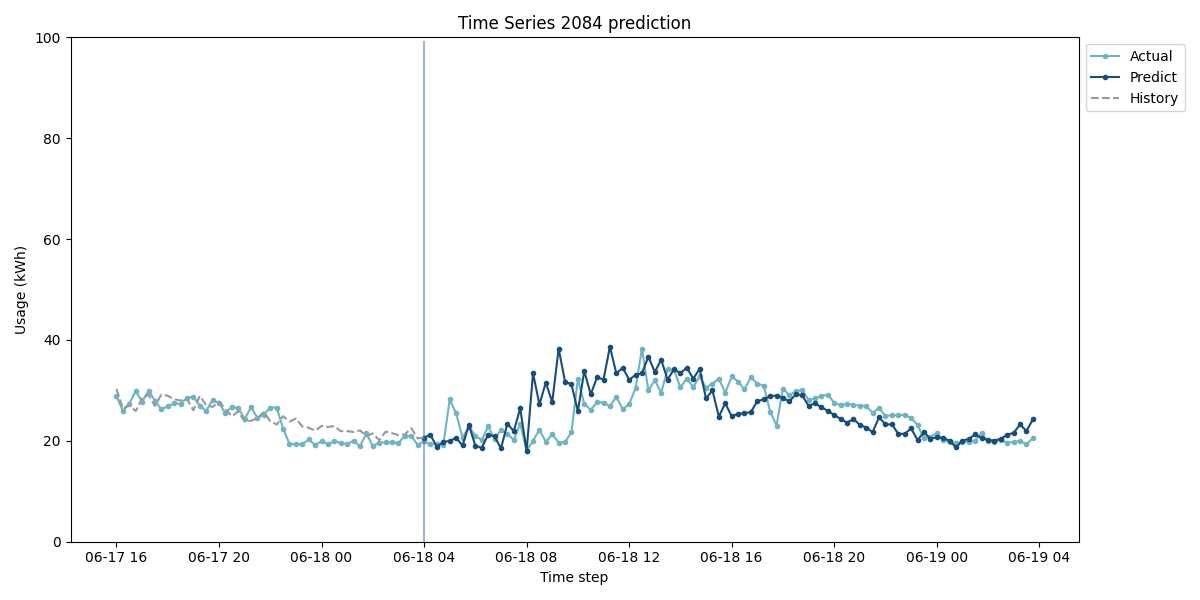 Time Series 2084 prediction
100
80
60
40
20
0
Usage (kWh)
06-17 16
06-17 20
06-18 00
06-18 04
06-18 08
06-18 12
06-18 16
06-18 20
06-19 00
06-19 04
Time step
Actual
Predict
History